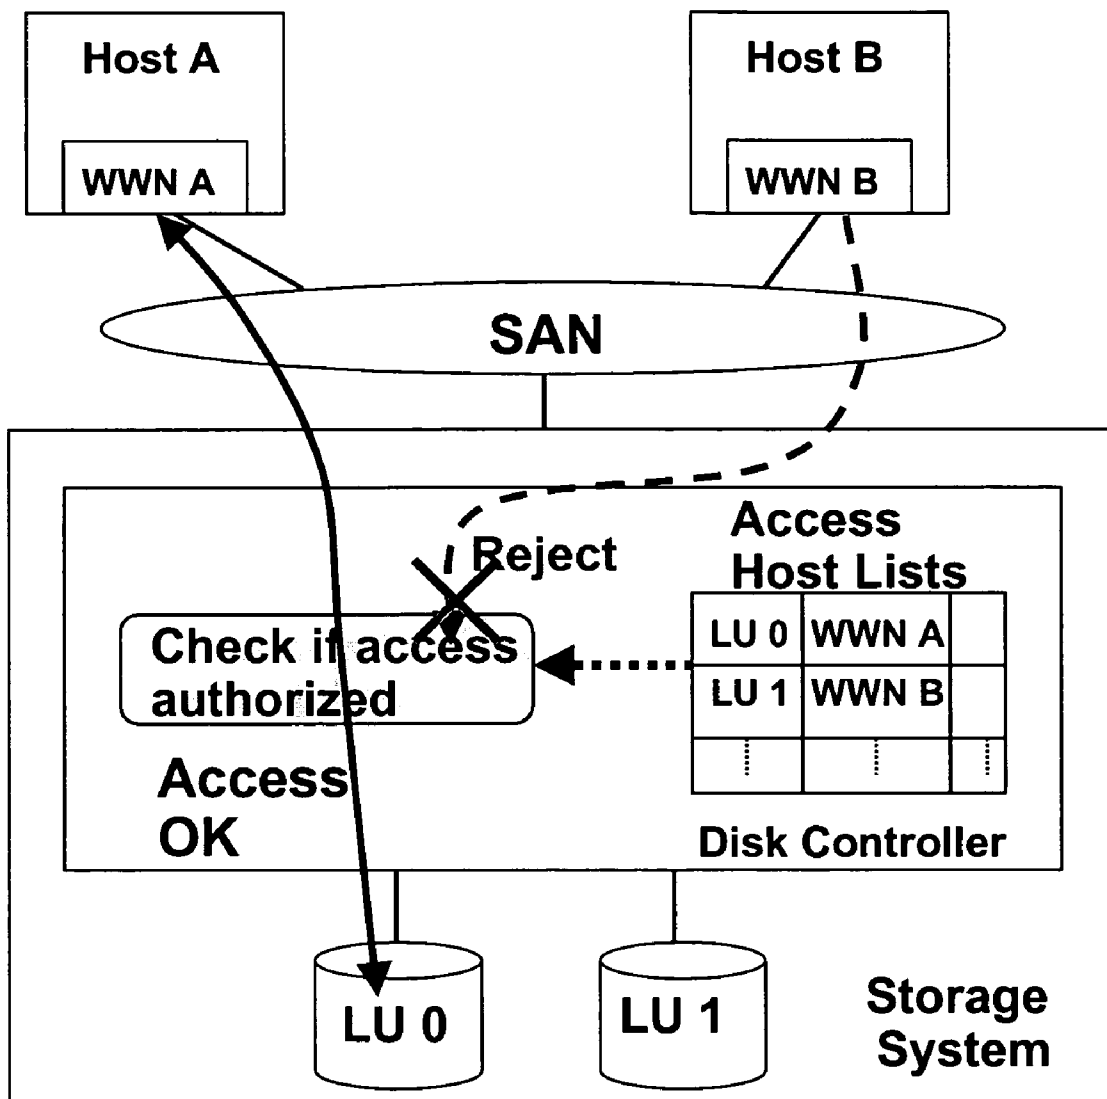 Host A
Host B
WWN A
WWN B
SAN
Reject
Access
Host Lists
LU 0 WWN A
LU 1 WWN B
Check if access
authorized
Access
OK
Disk Controller
LU 0
LU 1
Storage
System